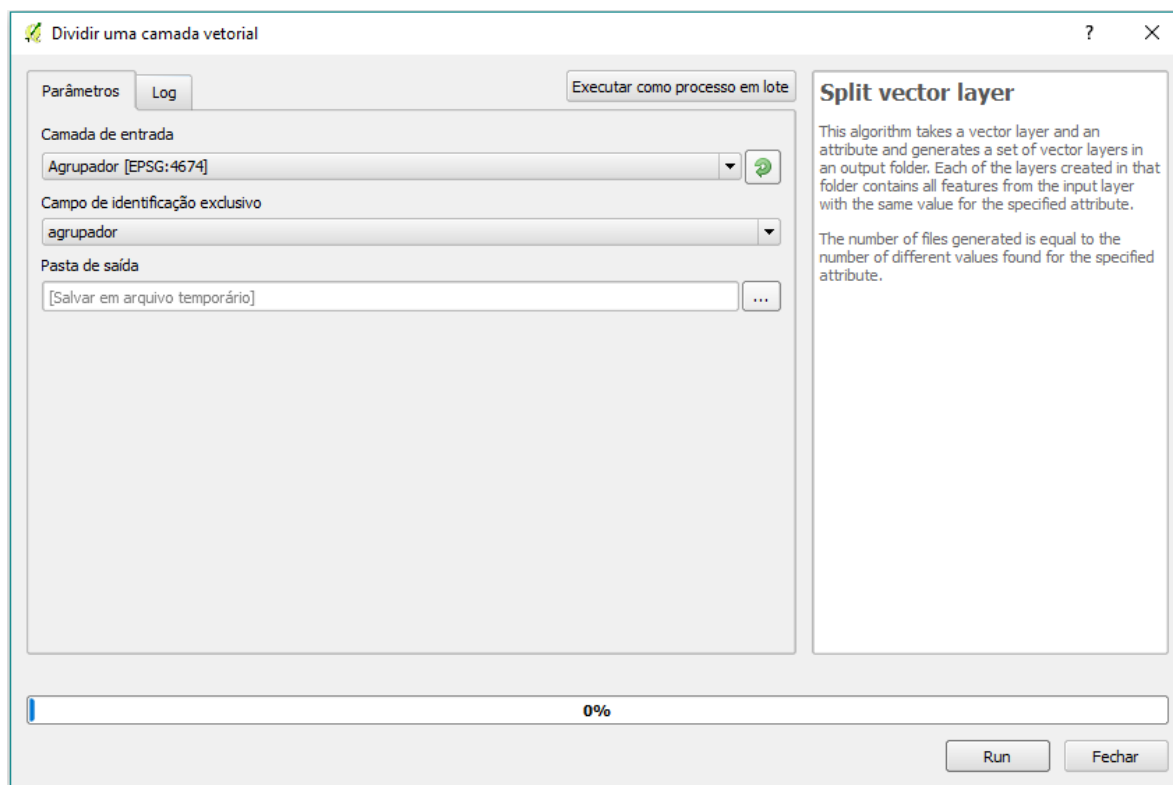 Dividir uma camada vetorial
?
Parâmetros
Log
Executar como processo em lote
Camada de entrada
Agrupador [EPSG:4674]
Campo de identificação exclusivo
agrupador
Pasta de saída
[Salvar em arquivo temporário]
...
Split vector layer
This algorithm takes a vector layer and an
attribute and generates a set of vector layers in
an output folder. Each of the layers created in that
folder contains all features from the input layer
with the same value for the specified attribute.
The number of files generated is equal to the
number of different values found for the specified
attribute.
0%
Run
Fechar